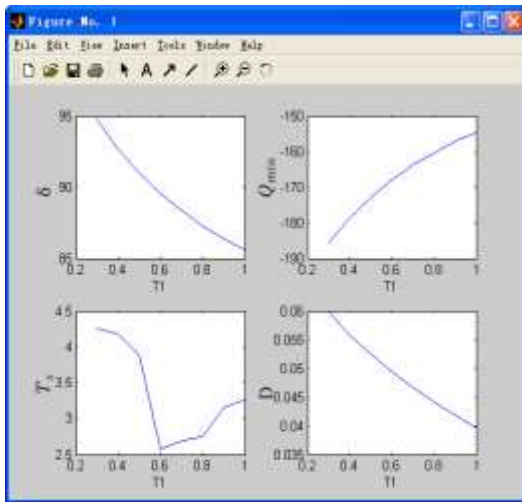 Figure No. 1
File Edit View Insert Tools Window Help
A
95
90
85
δ
0.2 0.4 0.6 0.8 1
T1
-150
-160
-170
-180
-190
Qmin
0.2 0.4 0.6 0.8 1
T1
4.5
4
3.5
3
2.5
Ts
0.2 0.4 0.6 0.8 1
T1
0.06
0.055
0.05
0.045
0.04
0.035
D
0.2 0.4 0.6 0.8 1
T1